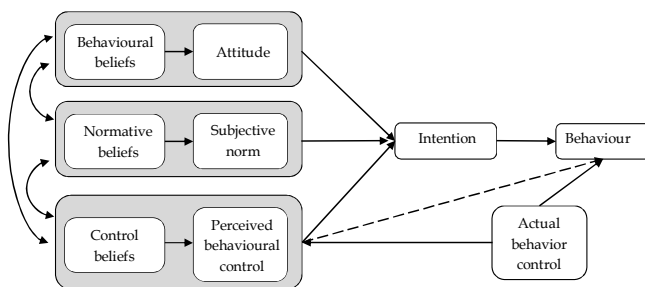 Behavioural
beliefs
Attitude
Normative
beliefs
Subjective
norm
Intention
Behaviour
Control
beliefs
Perceived
behavioural
control
Actual
behavior
control